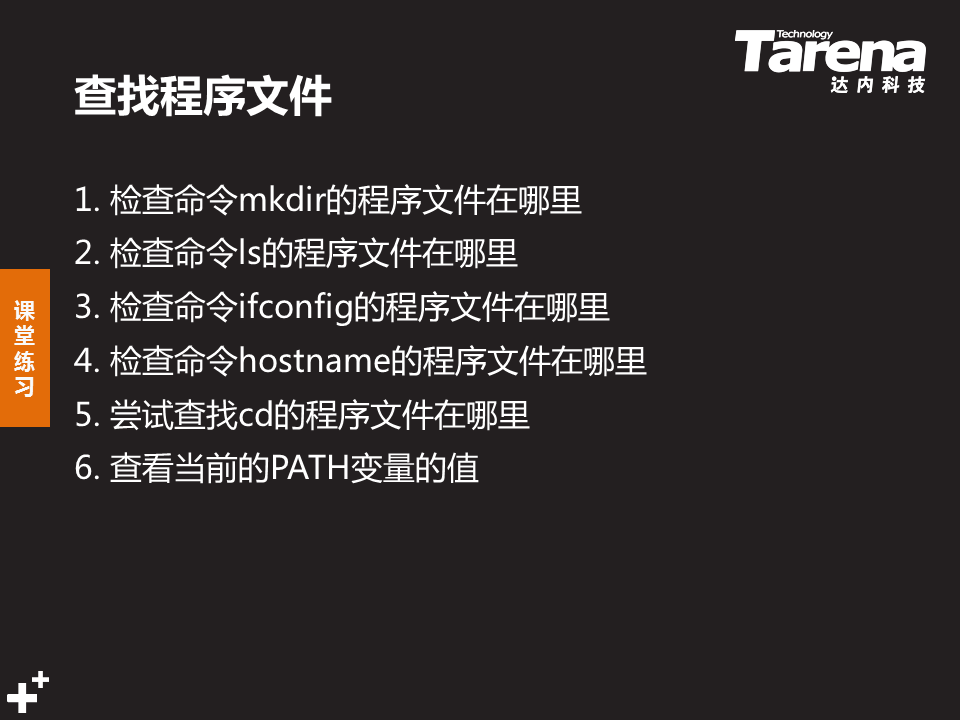 Technology
Tarena
达内科技
查找程序文件
1. 检查命令mkdir的程序文件在哪里
2. 检查命令ls的程序文件在哪里
3. 检查命令ifconfig的程序文件在哪里
4. 检查命令hostname的程序文件在哪里
5. 尝试查找cd的程序文件在哪里
6. 查看当前的PATH变量的值
课
堂
练
习